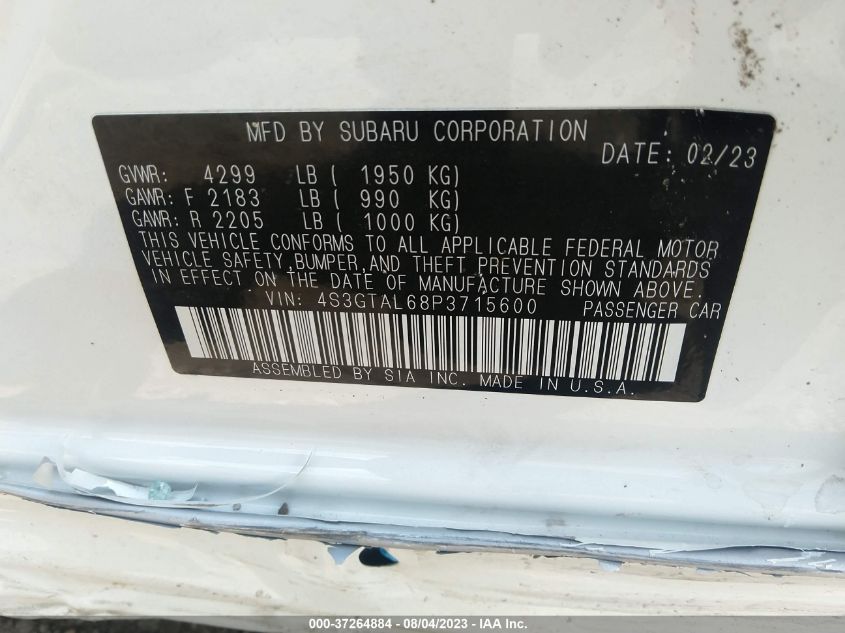 MFD BY SUBARU CORPORATION
DATE: 02/23
GVWR: 4299 LB ( 1950 KG)
GAWR: F 2183 LB ( 990 KG)
GAWR: R 2205 LB ( 1000 KG)
THIS VEHICLE CONFORMS TO ALL APPLICABLE FEDERAL MOTOR
VEHICLE SAFETY,BUMPER,AND THEFT PREVENTION STANDARDS
IN EFFECT ON THE DATE OF MANUFACTURE SHOWN ABOVE.
VIN: 4S3GTAL68P3715600 PASSENGER CAR
ASSEMBLED BY SIA INC. MADE IN U.S.A.
000-37264884 - 08/04/2023 - IAA Inc.